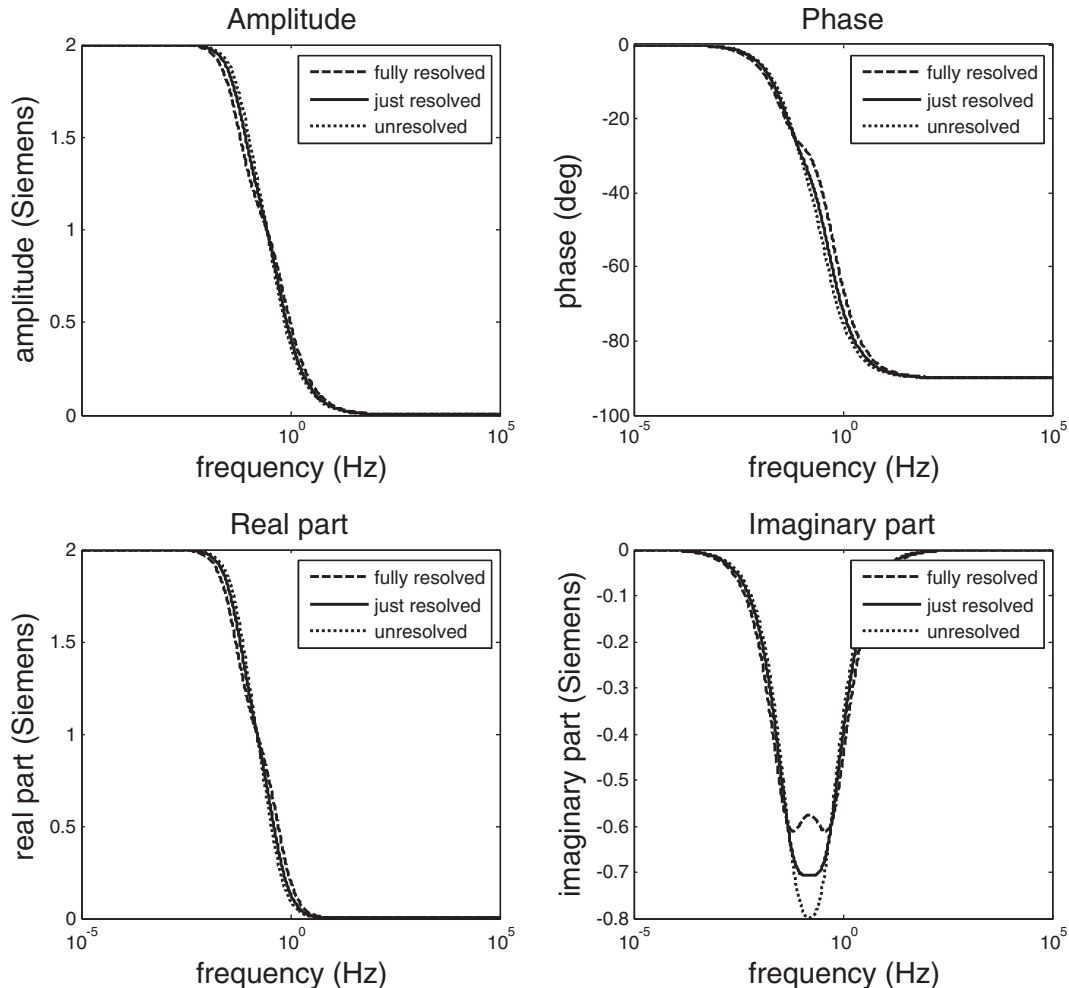 Amplitude
2
1.5
1
0.5
0
10^-5
10^0
10^5
amplitude (Siemens)
frequency (Hz)
fully resolved
just resolved
unresolved
Phase
0
-20
-40
-60
-80
-100
10^-5
10^0
10^5
phase (deg)
frequency (Hz)
fully resolved
just resolved
unresolved
Real part
2
1.5
1
0.5
0
10^-5
10^0
10^5
real part (Siemens)
frequency (Hz)
fully resolved
just resolved
unresolved
Imaginary part
0
-0.1
-0.2
-0.3
-0.4
-0.5
-0.6
-0.7
-0.8
10^-5
10^0
10^5
imaginary part (Siemens)
frequency (Hz)
fully resolved
just resolved
unresolved